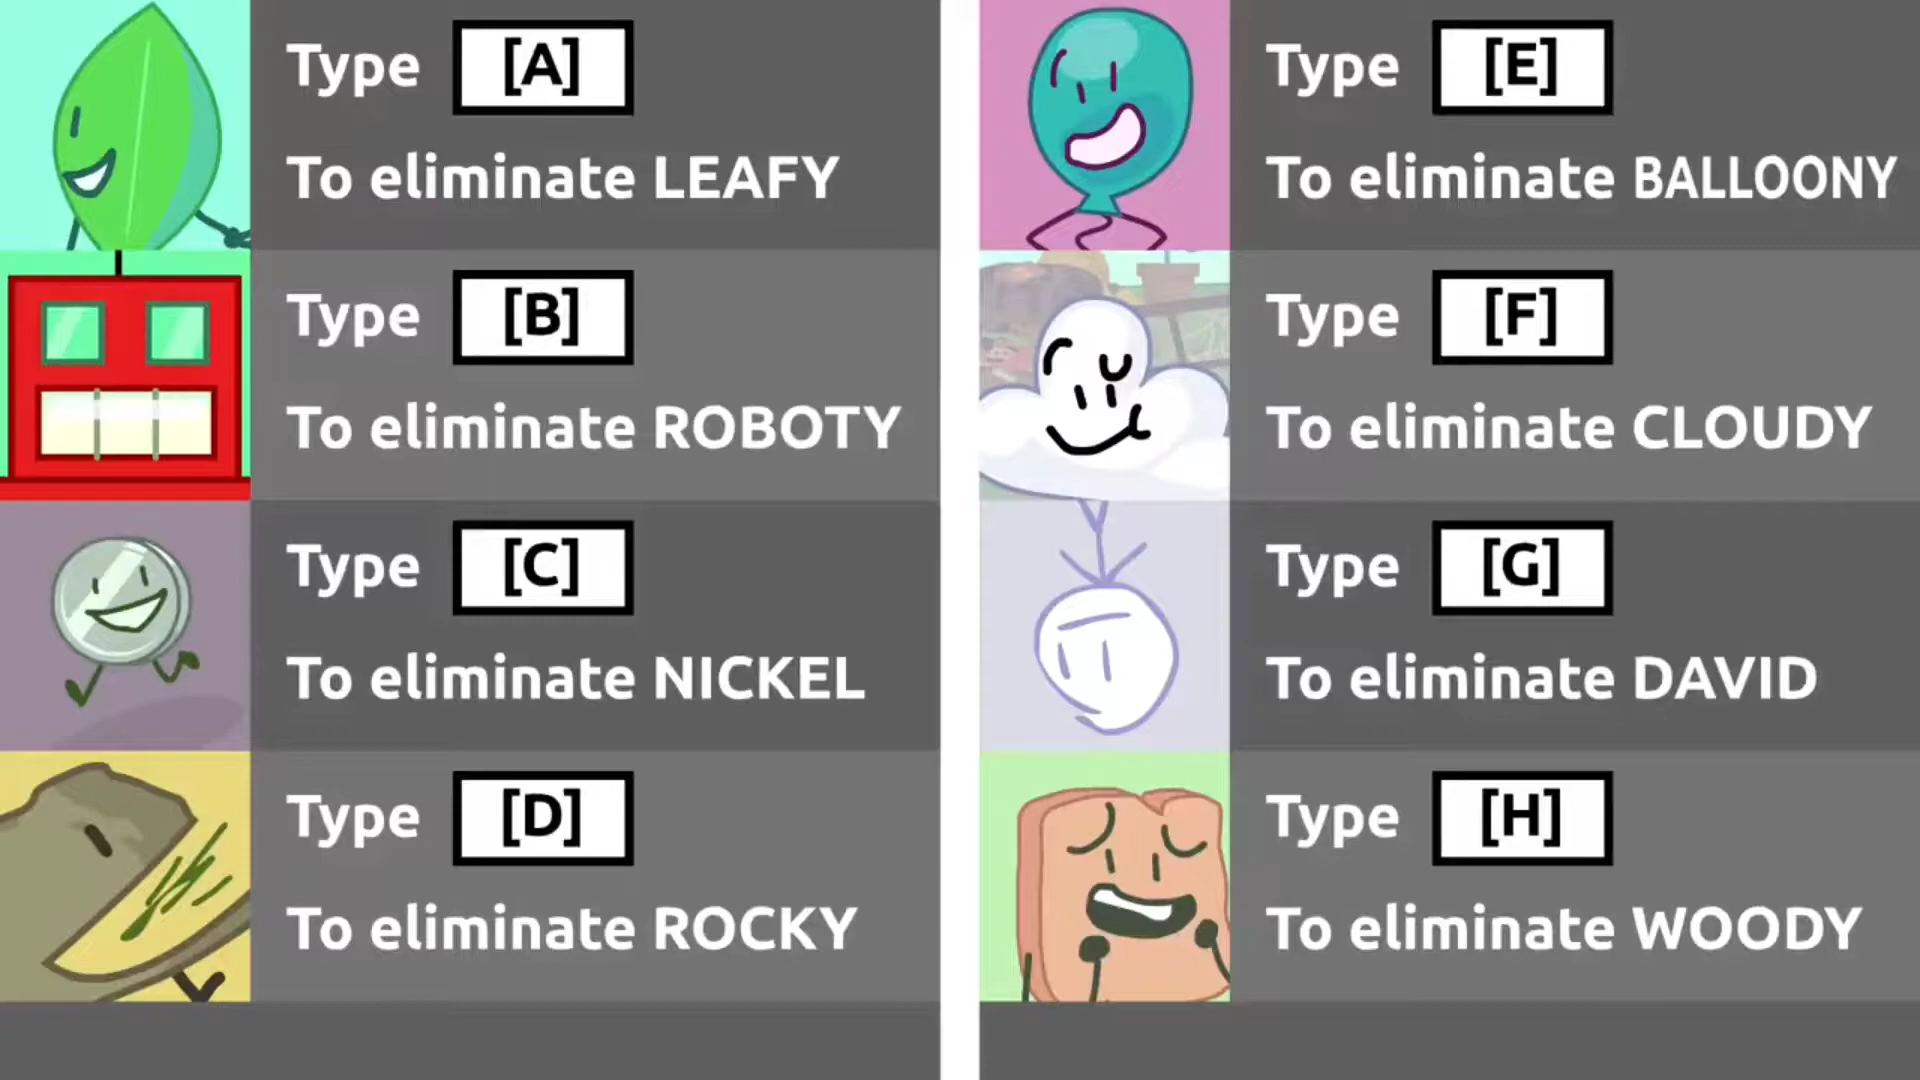 Type [A]
To eliminate LEAFY
Type [B]
To eliminate ROBOTY
Type [C]
To eliminate NICKEL
Type [D]
To eliminate ROCKY
Type [E]
To eliminate BALLOONY
Type [F]
To eliminate CLOUDY
Type [G]
To eliminate DAVID
Type [H]
To eliminate WOODY